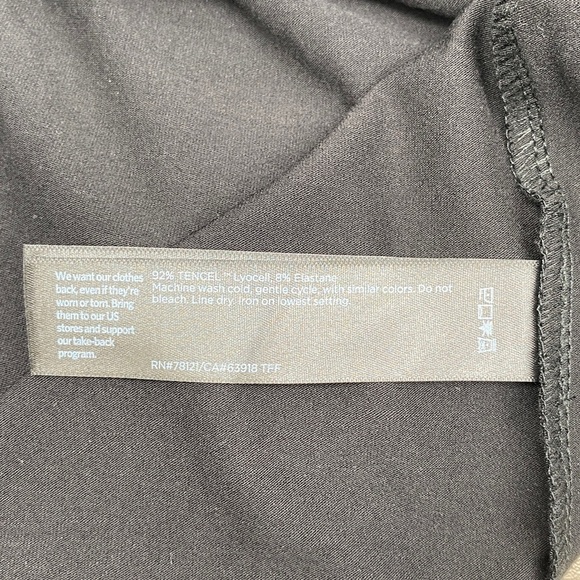 We want our clothes
back, even if they're
worn or torn. Bring
them to our US
stores and support
our take-back
program.
92% TENCEL™ Lyocell, 8% Elastane
Machine wash cold, gentle cycle, with similar colors. Do not
bleach. Line dry. Iron on lowest setting.
RN#78121/CA#63918 TFF